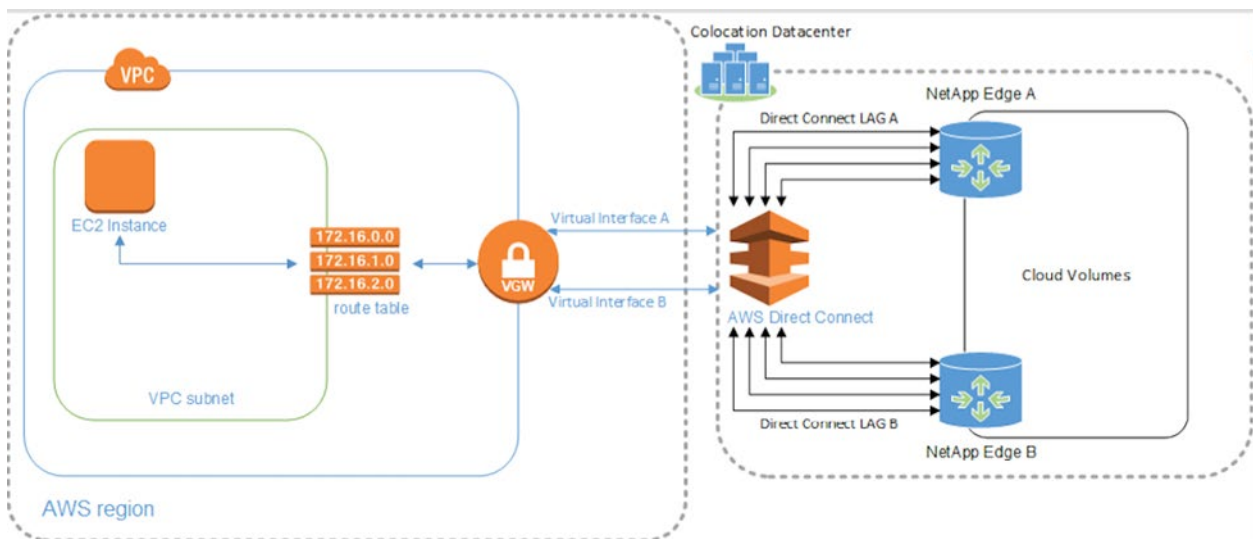 Colocation Datacenter
VPC
NetApp Edge A
Direct Connect LAG A
EC2 Instance
Virtual Interface A
172.16.0.0
172.16.1.0
172.16.2.0
route table
VGW
Virtual Interface B
Cloud Volumes
AWS Direct Connect
VPC subnet
Direct Connect LAG B
NetApp Edge B
AWS region